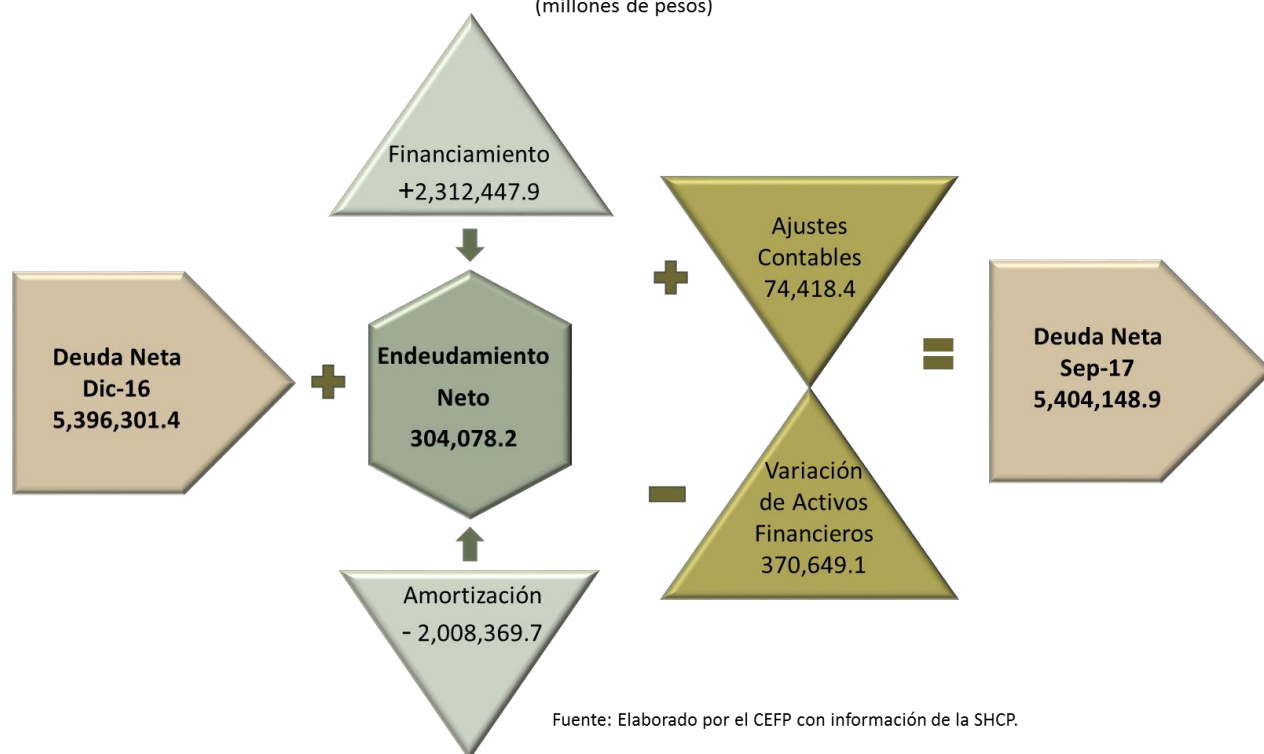 (millones de pesos)
Financiamiento
+2,312,447.9
Deuda Neta
Dic-16
5,396,301.4
Endeudamiento
Neto
304,078.2
Amortización
- 2,008,369.7
Ajustes
Contables
74,418.4
Variación
de Activos
Financieros
370,649.1
Deuda Neta
Sep-17
5,404,148.9
Fuente: Elaborado por el CEFP con información de la SHCP.